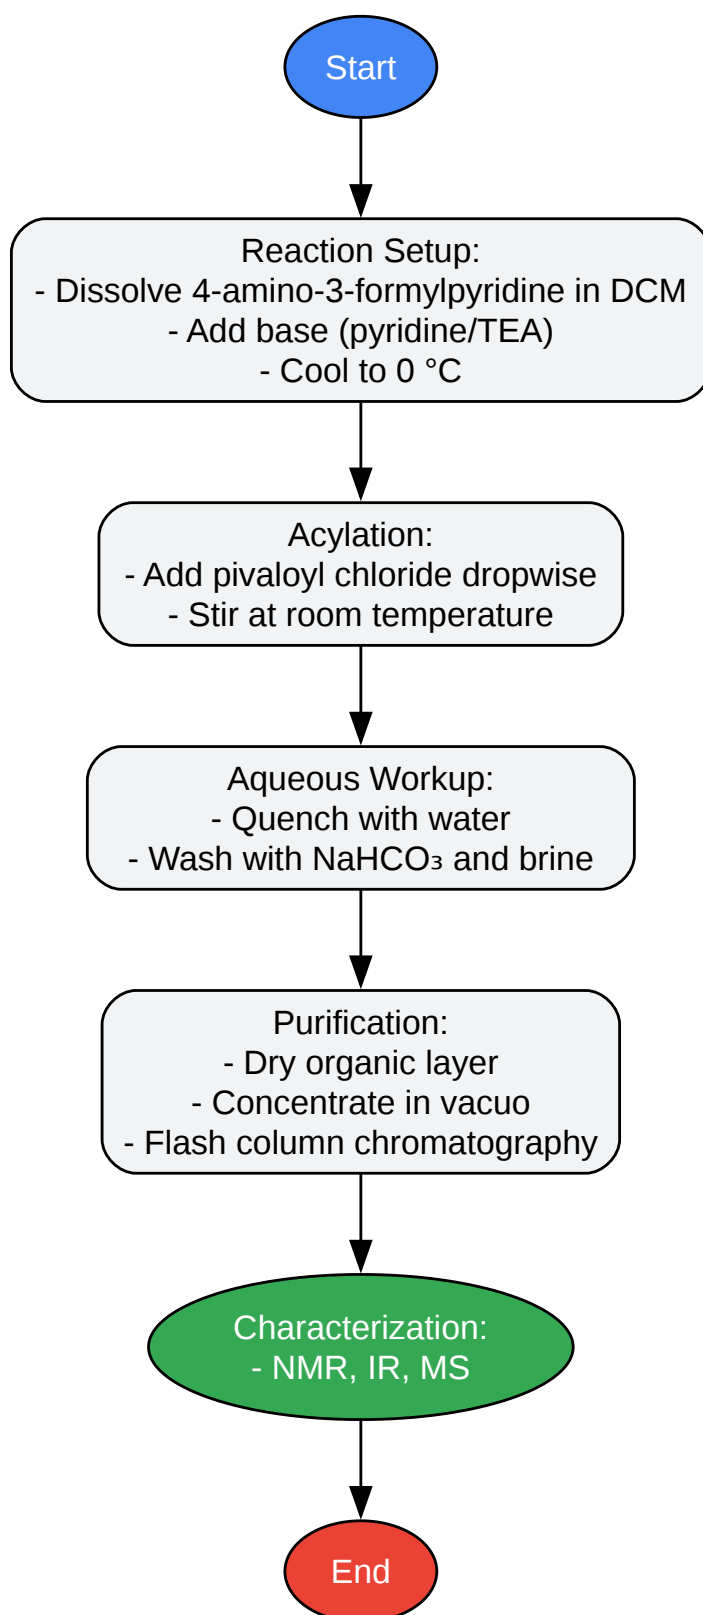 Start
Reaction Setup:
- Dissolve 4-amino-3-formylpyridine in DCM
- Add base (pyridine/TEA)
- Cool to 0 °C
Acylation:
- Add pivaloyl chloride dropwise
- Stir at room temperature
Aqueous Workup:
- Quench with water
- Wash with NaHCO₃ and brine
Purification:
- Dry organic layer
- Concentrate in vacuo
- Flash column chromatography
Characterization:
- NMR, IR, MS
End